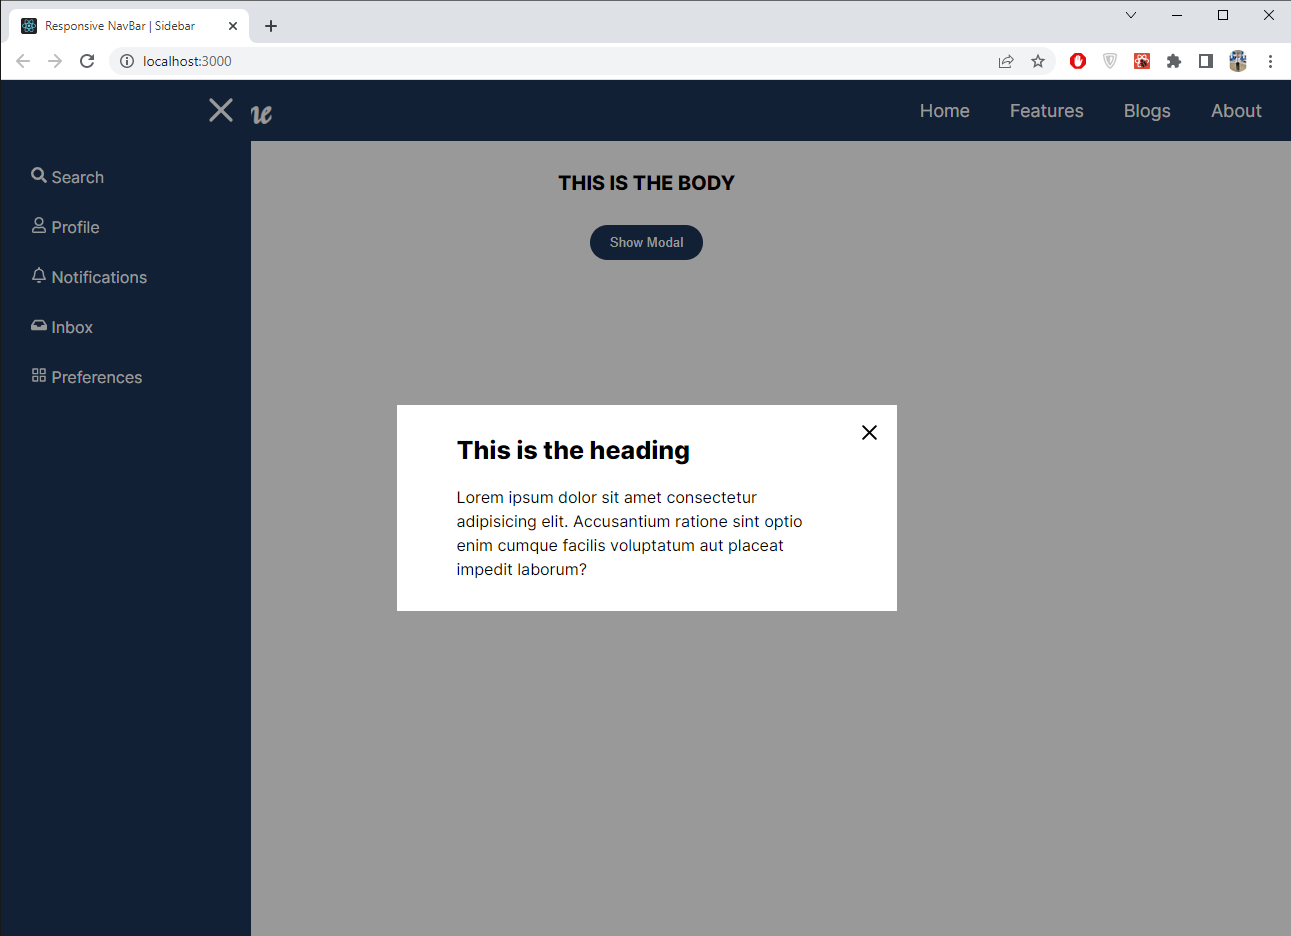 Responsive NavBar | Sidebar
localhost:3000
Home Features Blogs About
Search
Profile
Notifications
Inbox
Preferences
THIS IS THE BODY
Show Modal
This is the heading
Lorem ipsum dolor sit amet consectetur
adipisicing elit. Accusantium ratione sint optio
enim cumque facilis voluptatum aut placeat
impedit laborum?